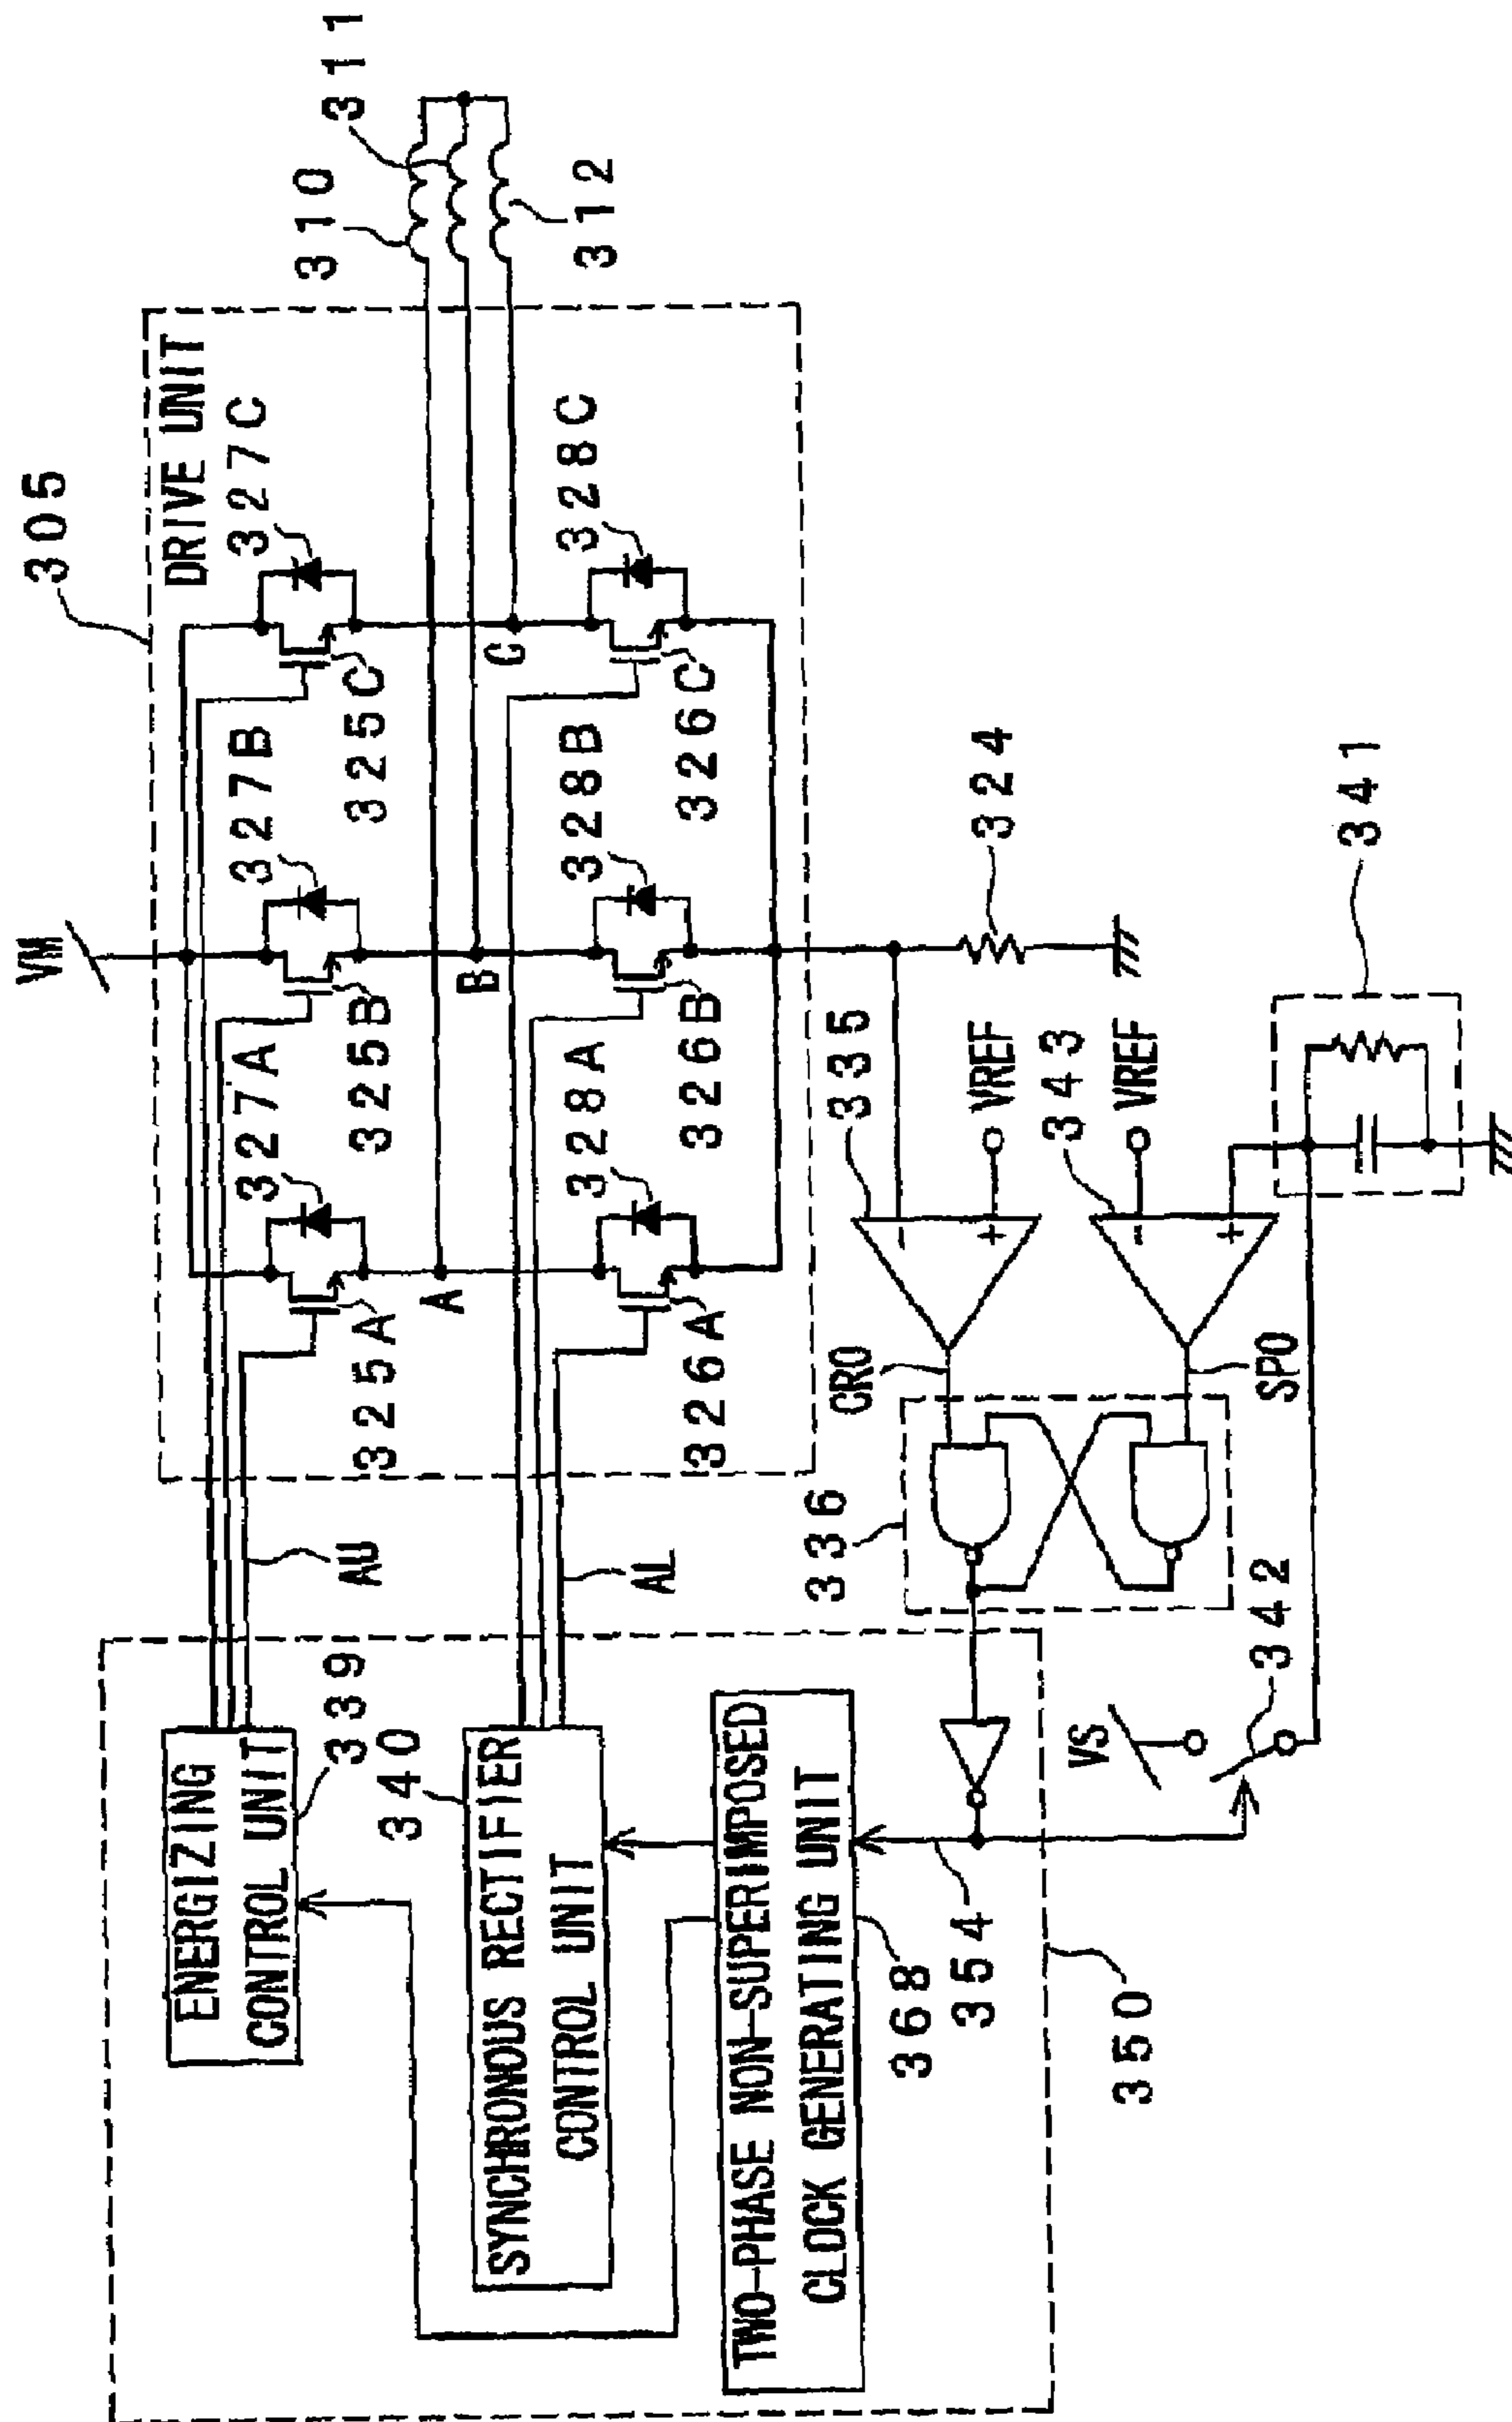 305
VM
DRIVE UNIT
327A
327B
327C
325A
325B
325C
310
311
312
A
B
C
328A
328B
328C
326A
326B
326C
AU
AL
ENERGIZING
CONTROL UNIT
339
340
SYNCHRONOUS RECTIFIER
CONTROL UNIT
TWO-PHASE NON-SUPERIMPOSED
CLOCK GENERATING UNIT
368
354
350
336
CRO
335
-
+
VREF
324
343
VREF
-
+
SPO
341
VS
342